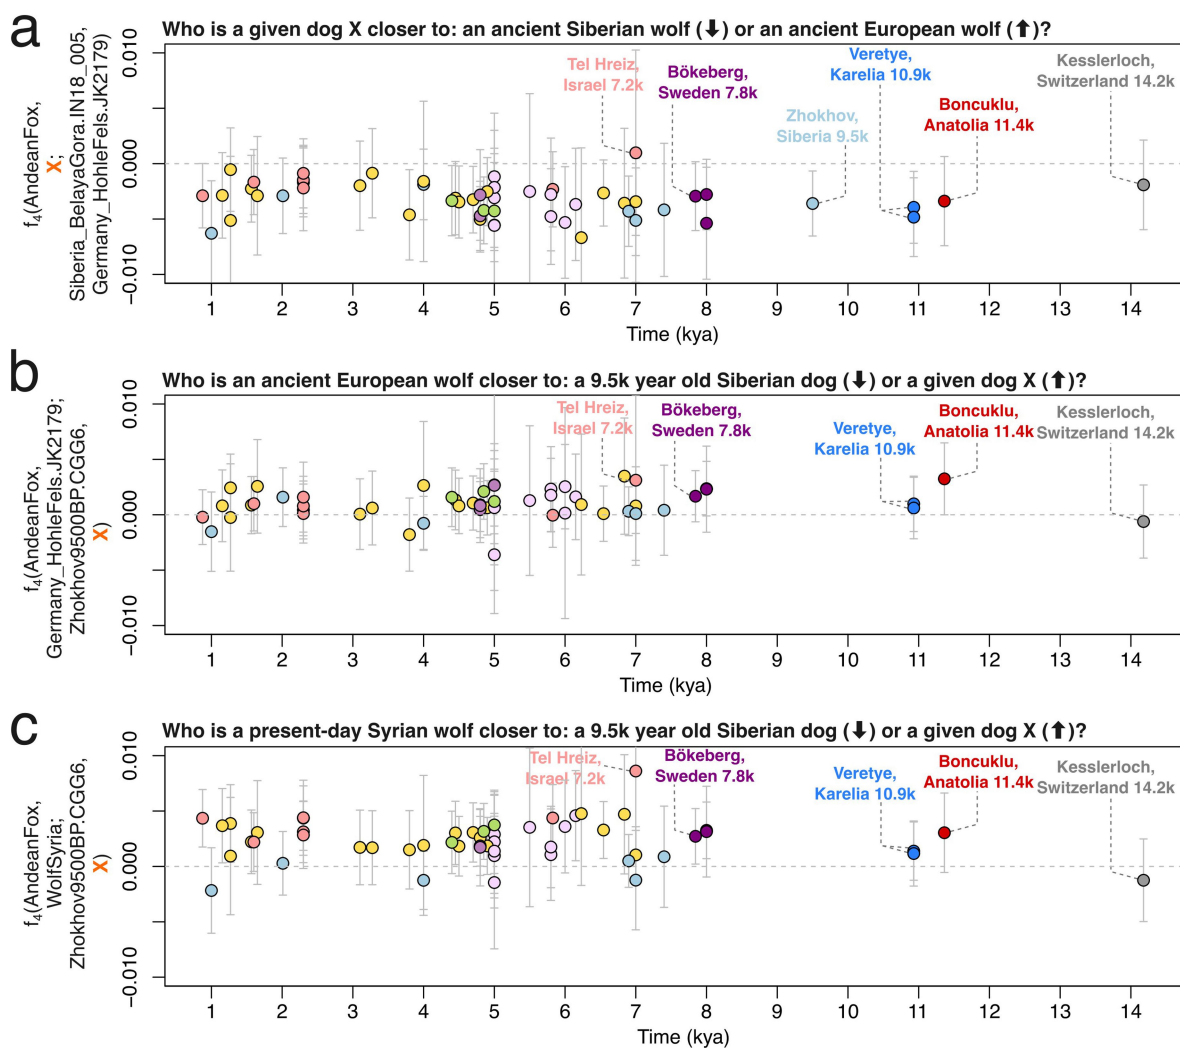 a
Who is a given dog X closer to: an ancient Siberian wolf (⬇) or an ancient European wolf (⬆)?
f4(AndeanFox,
X;
Siberia_BelayaGora.IN18_005,
Germany_HohleFels.JK2179)
0.010
0.000
−0.010
Tel Hreiz,
Israel 7.2k
Bökeberg,
Sweden 7.8k
Zhokhov,
Siberia 9.5k
Veretye,
Karelia 10.9k
Boncuklu,
Anatolia 11.4k
Kesslerloch,
Switzerland 14.2k
1 2 3 4 5 6 7 8 9 10 11 12 13 14
Time (kya)
b
Who is an ancient European wolf closer to: a 9.5k year old Siberian dog (⬇) or a given dog X (⬆)?
f4(AndeanFox,
Germany_HohleFels.JK2179;
Zhokhov9500BP.CGG6,
X)
0.010
0.000
−0.010
Tel Hreiz,
Israel 7.2k
Bökeberg,
Sweden 7.8k
Veretye,
Karelia 10.9k
Boncuklu,
Anatolia 11.4k
Kesslerloch,
Switzerland 14.2k
1 2 3 4 5 6 7 8 9 10 11 12 13 14
Time (kya)
c
Who is a present-day Syrian wolf closer to: a 9.5k year old Siberian dog (⬇) or a given dog X (⬆)?
f4(AndeanFox,
WolfSyria;
Zhokhov9500BP.CGG6,
X)
0.010
0.000
−0.010
Tel Hreiz,
Israel 7.2k
Bökeberg,
Sweden 7.8k
Veretye,
Karelia 10.9k
Boncuklu,
Anatolia 11.4k
Kesslerloch,
Switzerland 14.2k
1 2 3 4 5 6 7 8 9 10 11 12 13 14
Time (kya)